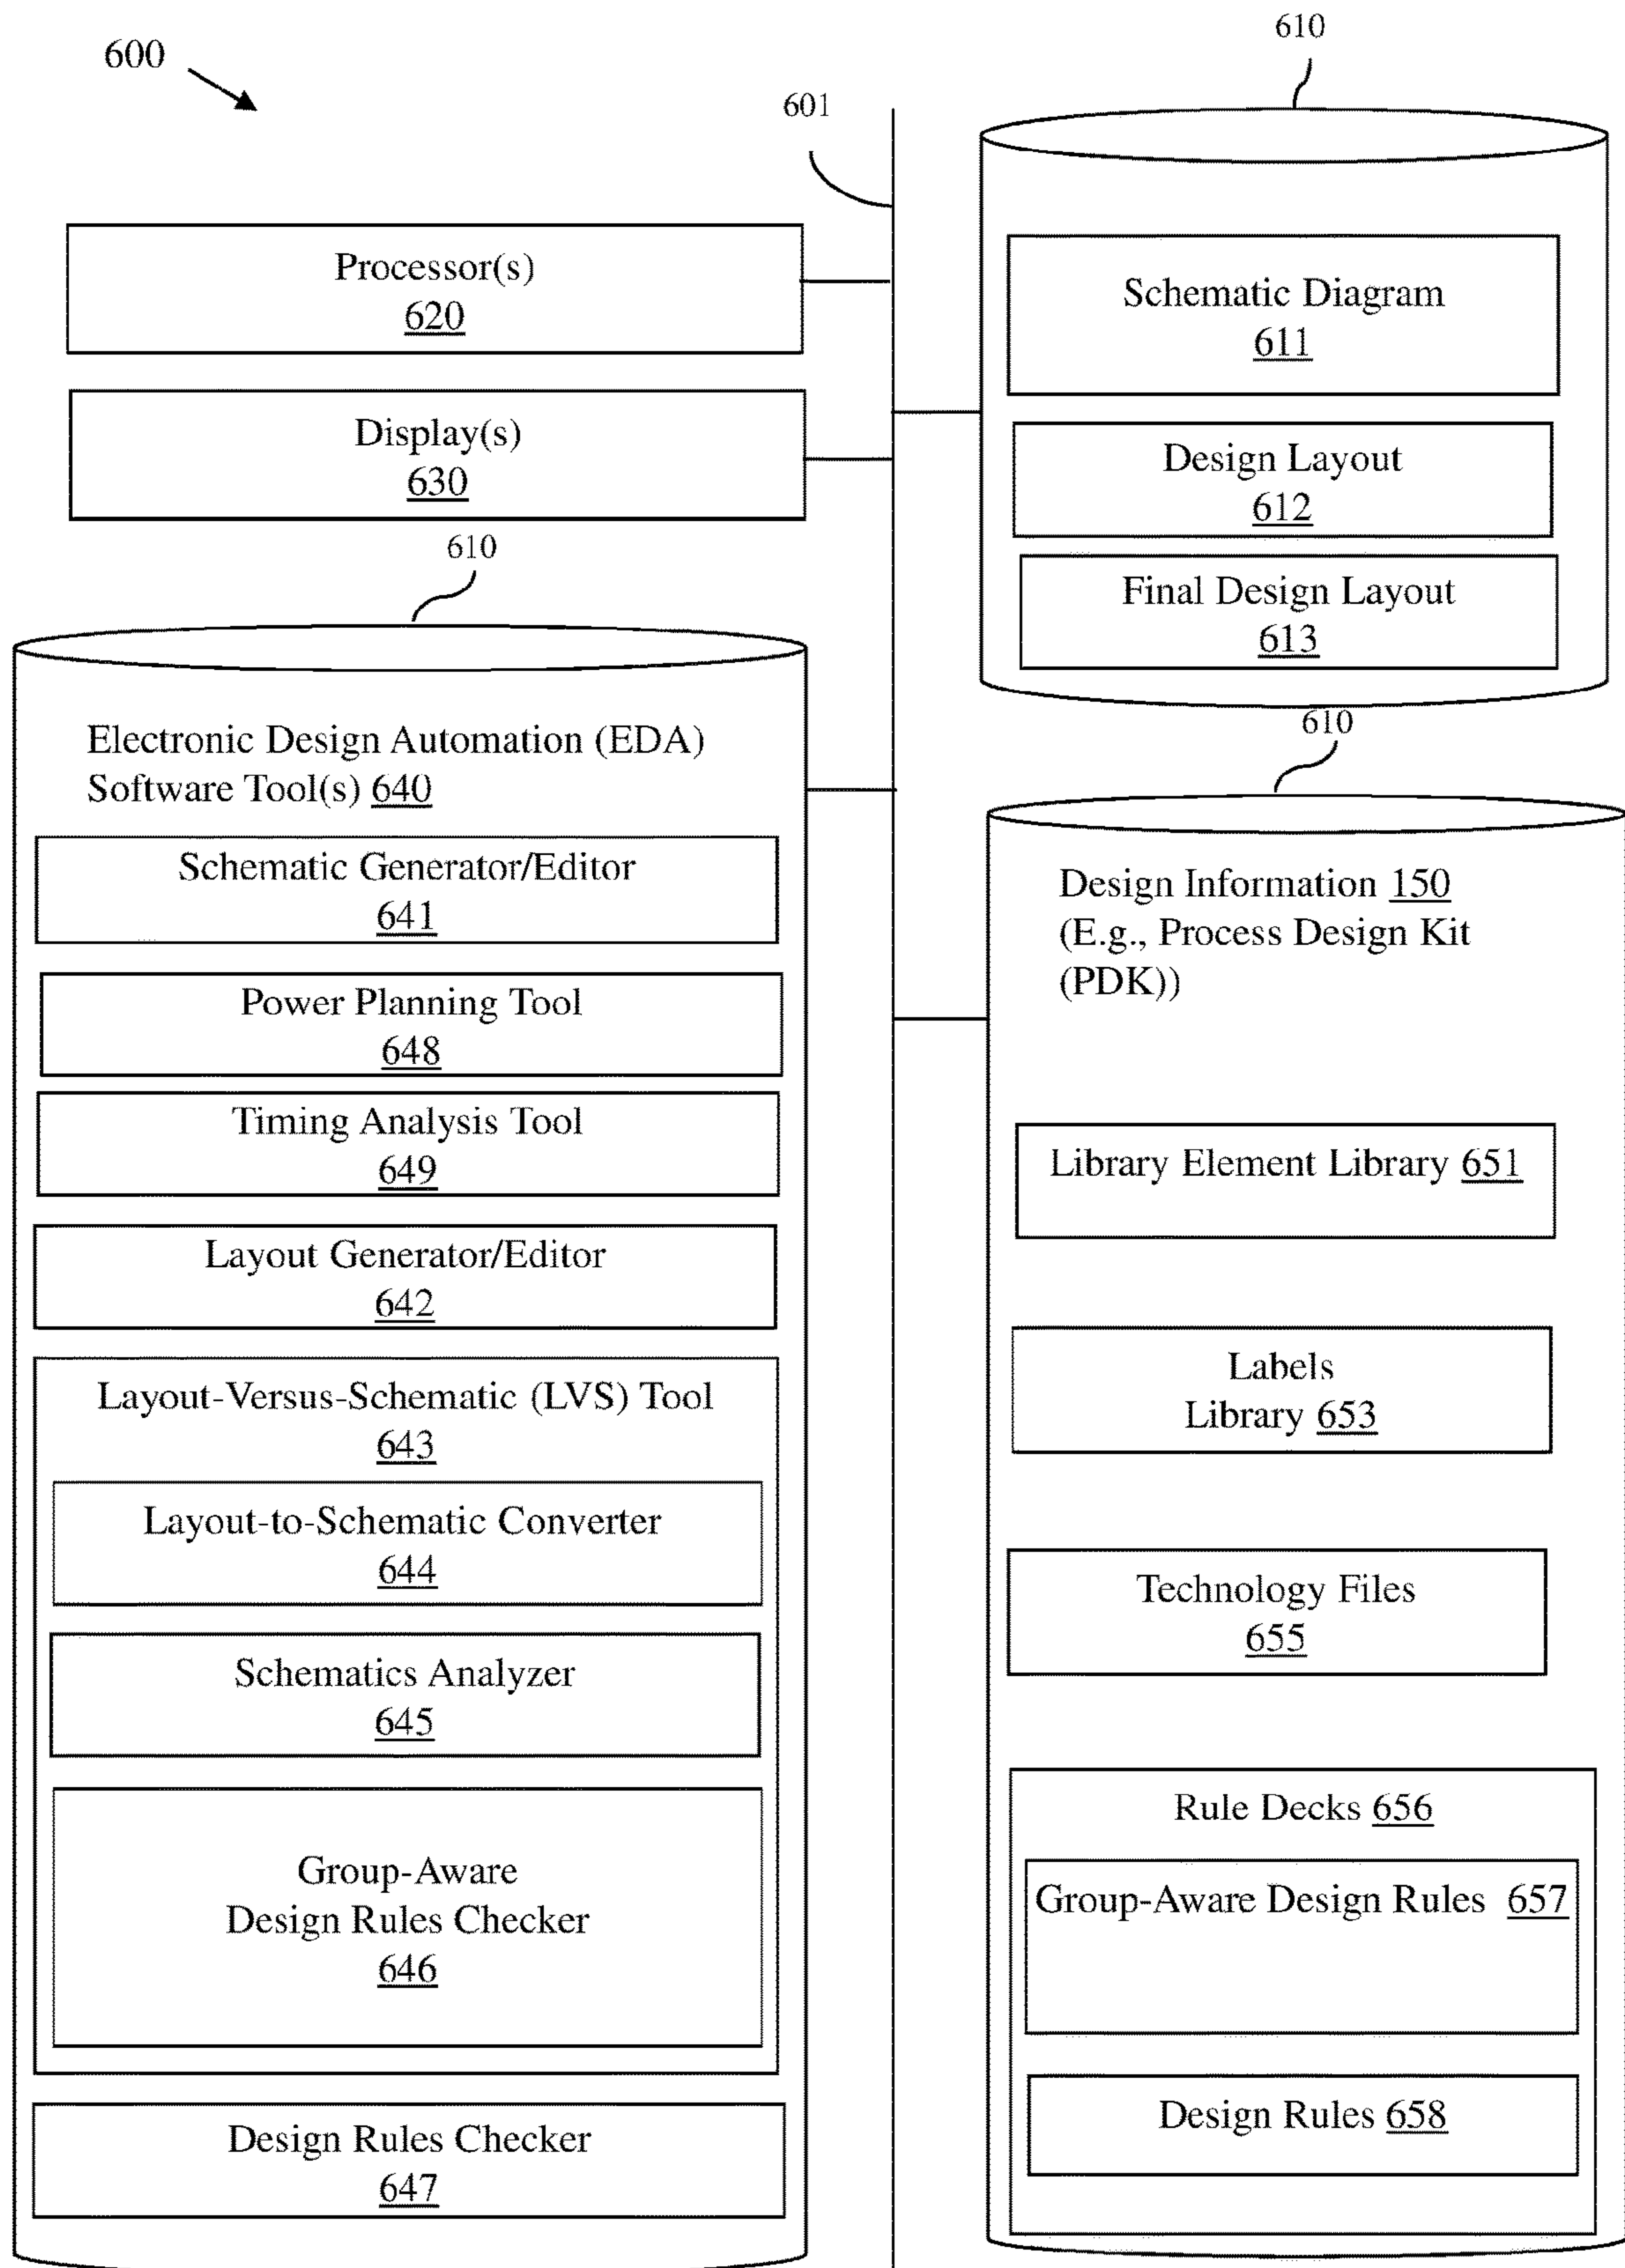 600
601
610
Processor(s)
620
Display(s)
630
Schematic Diagram
611
Design Layout
612
Final Design Layout
613
610
Electronic Design Automation (EDA)
Software Tool(s) 640
Schematic Generator/Editor
641
Power Planning Tool
648
Timing Analysis Tool
649
Layout Generator/Editor
642
Layout-Versus-Schematic (LVS) Tool
643
Layout-to-Schematic Converter
644
Schematics Analyzer
645
Group-Aware
Design Rules Checker
646
Design Rules Checker
647
610
Design Information 150
(E.g., Process Design Kit
(PDK))
Library Element Library 651
Labels
Library 653
Technology Files
655
Rule Decks 656
Group-Aware Design Rules 657
Design Rules 658